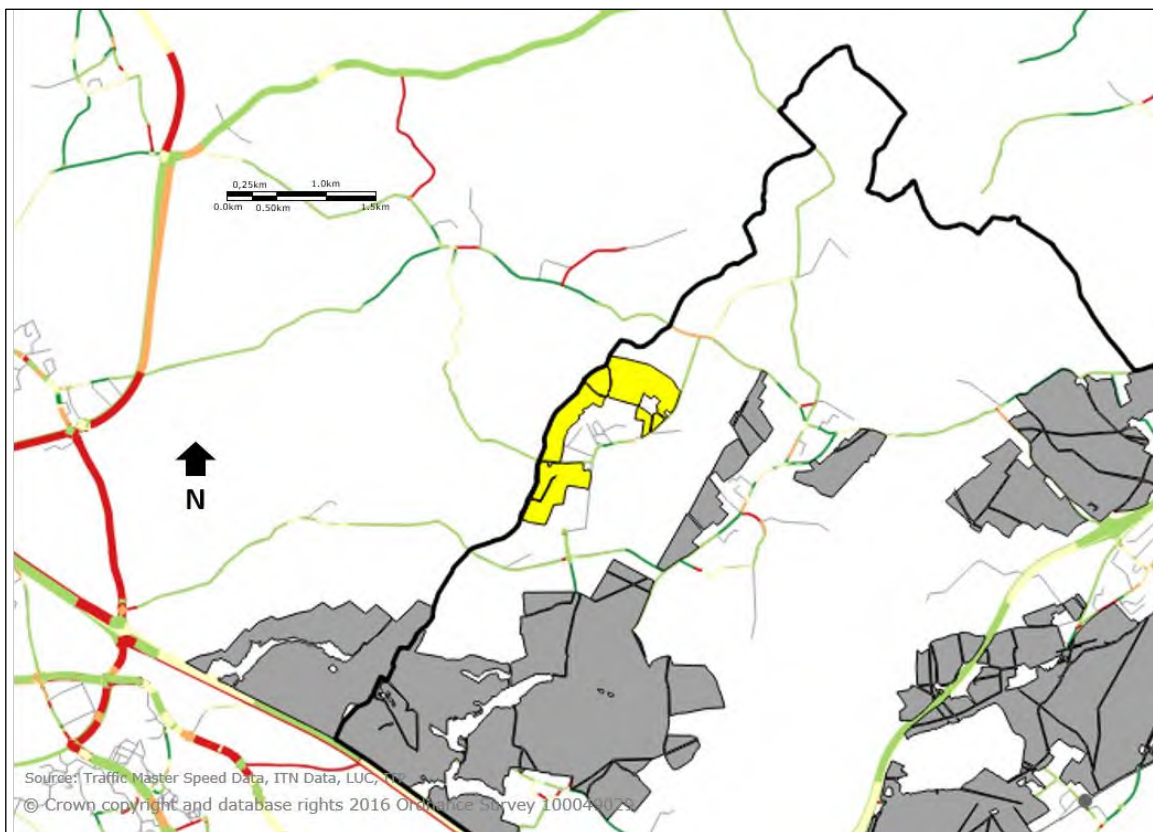 0,25km 1.0km
0.0km 0.50km 1.5km
N
Source: Traffic Master Speed Data, ITN Data, LUC,
© Crown copyright and database rights 2016 Ordnance Survey 100049029